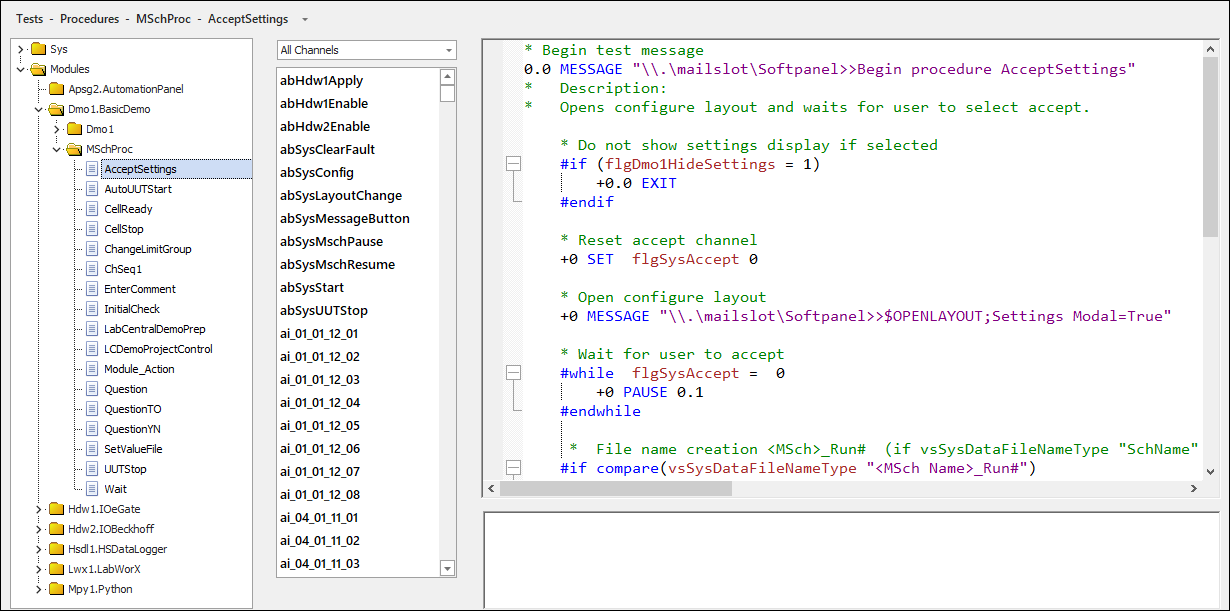 Tests - Procedures - MSchProc - AcceptSettings
Sys
Modules
Apsg2.AutomationPanel
Dmo1.BasicDemo
Dmo1
MSchProc
AcceptSettings
AutoUUTStart
CellReady
CellStop
ChangeLimitGroup
ChSeq1
EnterComment
InitialCheck
LabCentralDemoPrep
LCDemoProjectControl
Module_Action
Question
QuestionTO
QuestionYN
SetValueFile
UUTStop
Wait
Hdw1.IOeGate
Hdw2.IOBeckhoff
Hsdl1.HSDataLogger
Lwx1.LabWorX
Mpy1.Python
All Channels
abHdw1Apply
abHdw1Enable
abHdw2Enable
abSysClearFault
abSysConfig
abSysLayoutChange
abSysMessageButton
abSysMschPause
abSysMschResume
abSysStart
abSysUUTStop
ai_01_01_12_01
ai_01_01_12_02
ai_01_01_12_03
ai_01_01_12_04
ai_01_01_12_05
ai_01_01_12_06
ai_01_01_12_07
ai_01_01_12_08
ai_04_01_11_01
ai_04_01_11_02
ai_04_01_11_03
* Begin test message
0.0 MESSAGE "\\.\mailslot\Softpanel>>Begin procedure AcceptSettings"
*   Description:
*   Opens configure layout and waits for user to select accept.
* Do not show settings display if selected
#if (flgDmo1HideSettings = 1)
+0.0 EXIT
#endif
* Reset accept channel
+0 SET  flgSysAccept 0
* Open configure layout
+0 MESSAGE "\\.\mailslot\Softpanel>>$OPENLAYOUT;Settings Modal=True"
* Wait for user to accept
#while  flgSysAccept =  0
+0 PAUSE 0.1
#endwhile
*  File name creation <MSch>_Run#  (if vsSysDataFileNameType "SchName"
#if compare(vsSysDataFileNameType "<MSch Name>_Run#")